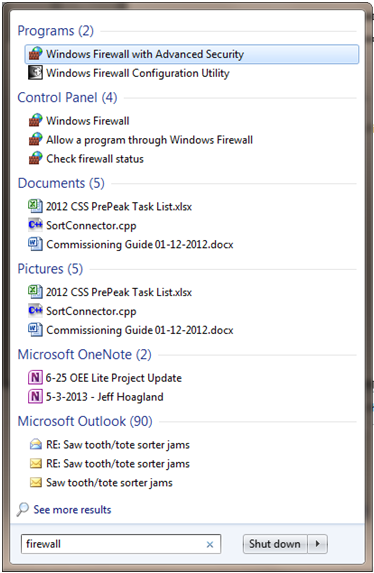 Programs (2)
Windows Firewall with Advanced Security
Windows Firewall Configuration Utility
Control Panel (4)
Windows Firewall
Allow a program through Windows Firewall
Check firewall status
Documents (5)
2012 CSS PrePeak Task List.xlsx
SortConnector.cpp
Commissioning Guide 01-12-2012.docx
Pictures (5)
2012 CSS PrePeak Task List.xlsx
SortConnector.cpp
Commissioning Guide 01-12-2012.docx
Microsoft OneNote (2)
6-25 OEE Lite Project Update
5-3-2013 - Jeff Hoagland
Microsoft Outlook (90)
RE: Saw tooth/tote sorter jams
RE: Saw tooth/tote sorter jams
Saw tooth/tote sorter jams
See more results
firewall
Shut down